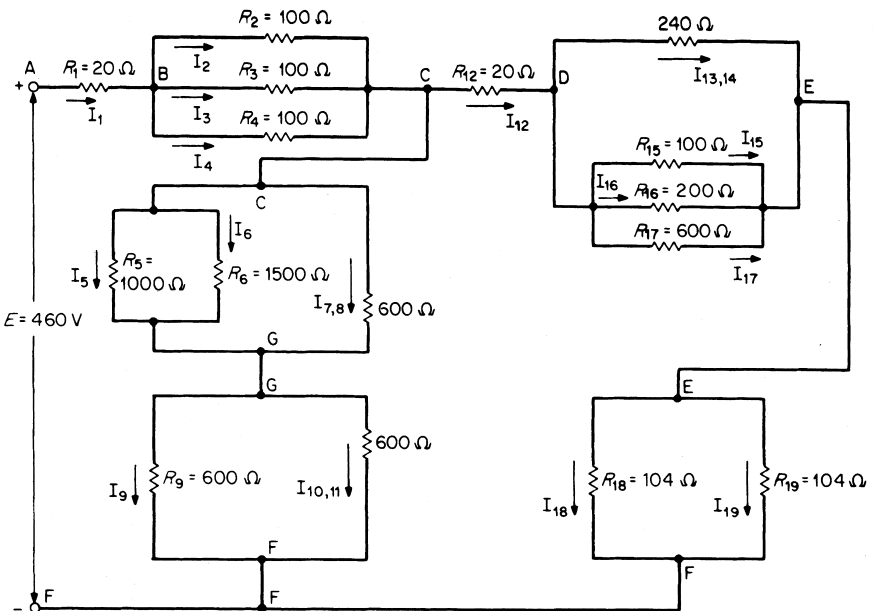 R₂ = 100 Ω
I₂
A
R₁ = 20 Ω
B
R₃ = 100 Ω
C
R₁₂ = 20 Ω
D
240 Ω
I₁₃,₁₄
E
+
I₁
I₃
R₄ = 100 Ω
I₁₂
I₄
R₁₅ = 100 Ω
I₁₅
I₁₆
R₁₆ = 200 Ω
R₁₇ = 600 Ω
I₁₇
C
I₆
I₅
R₅ =
1000 Ω
R₆ = 1500 Ω
I₇,₈
600 Ω
E = 460 V
G
G
600 Ω
I₉
R₉ = 600 Ω
I₁₀,₁₁
E
I₁₈
R₁₈ = 104 Ω
I₁₉
R₁₉ = 104 Ω
F
F
F
F
−